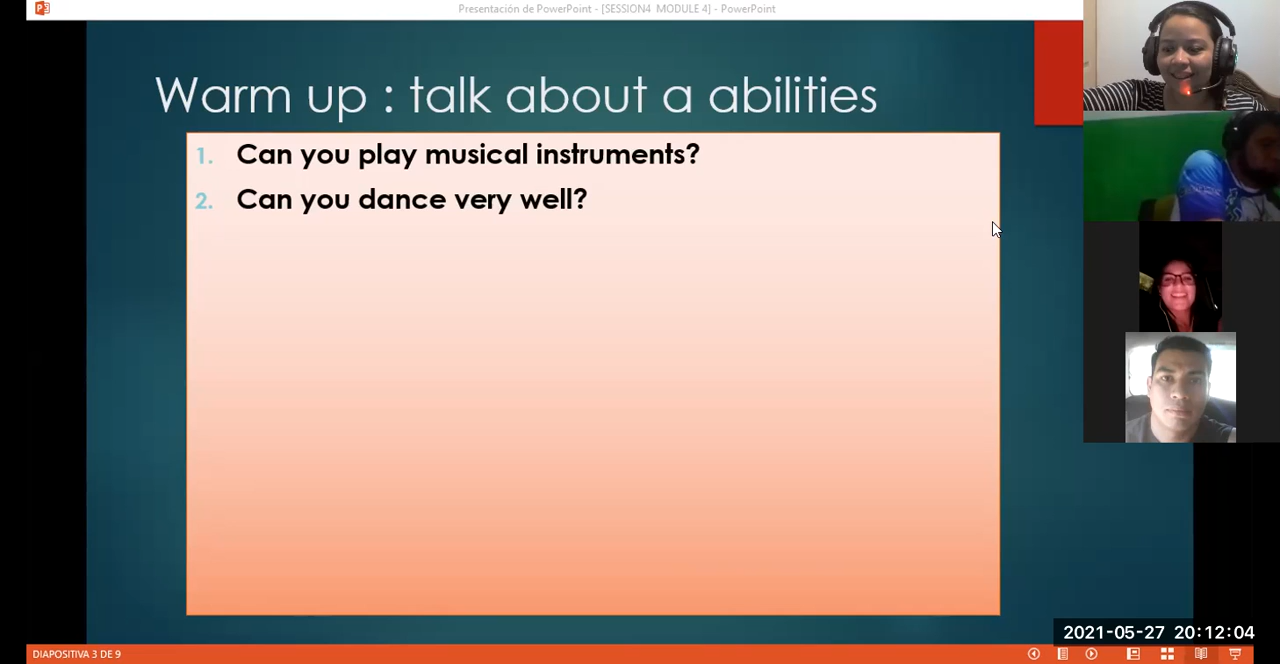 Presentación de PowerPoint - [SESSION4 MODULE 4] - PowerPoint
Warm up : talk about a abilities
1. Can you play musical instruments?
2. Can you dance very well?
2021-05-27 20:12:04
DIAPOSITIVA 3 DE 9